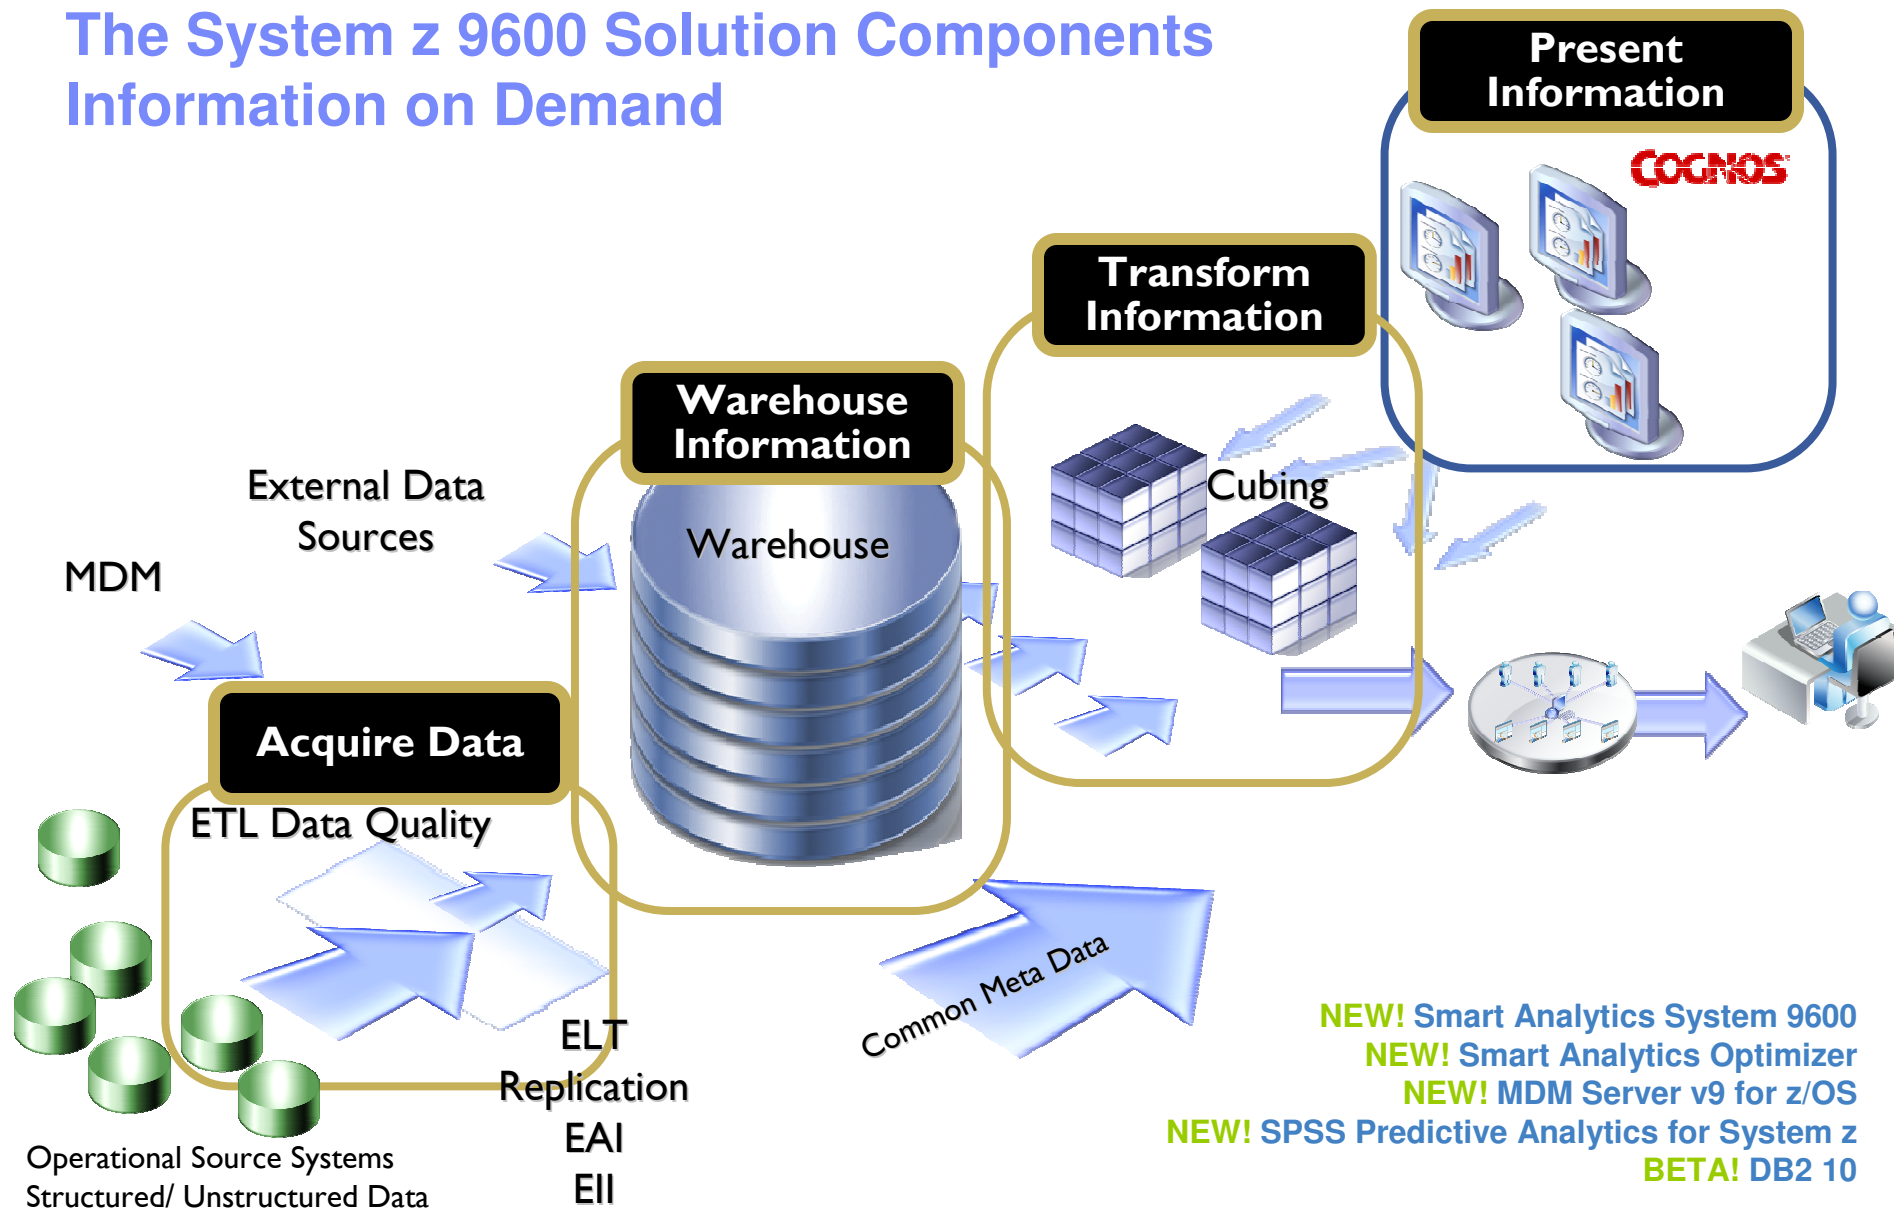 The System z 9600 Solution Components
Information on Demand
Present
Information
COGNOS
Transform
Information
Warehouse
Information
External Data
Sources
Warehouse
Cubing
MDM
Acquire Data
ETL Data Quality
Common Meta Data
ELT
Replication
EAI
EII
Operational Source Systems
Structured/ Unstructured Data
NEW! Smart Analytics System 9600
NEW! Smart Analytics Optimizer
NEW! MDM Server v9 for z/OS
NEW! SPSS Predictive Analytics for System z
BETA! DB2 10